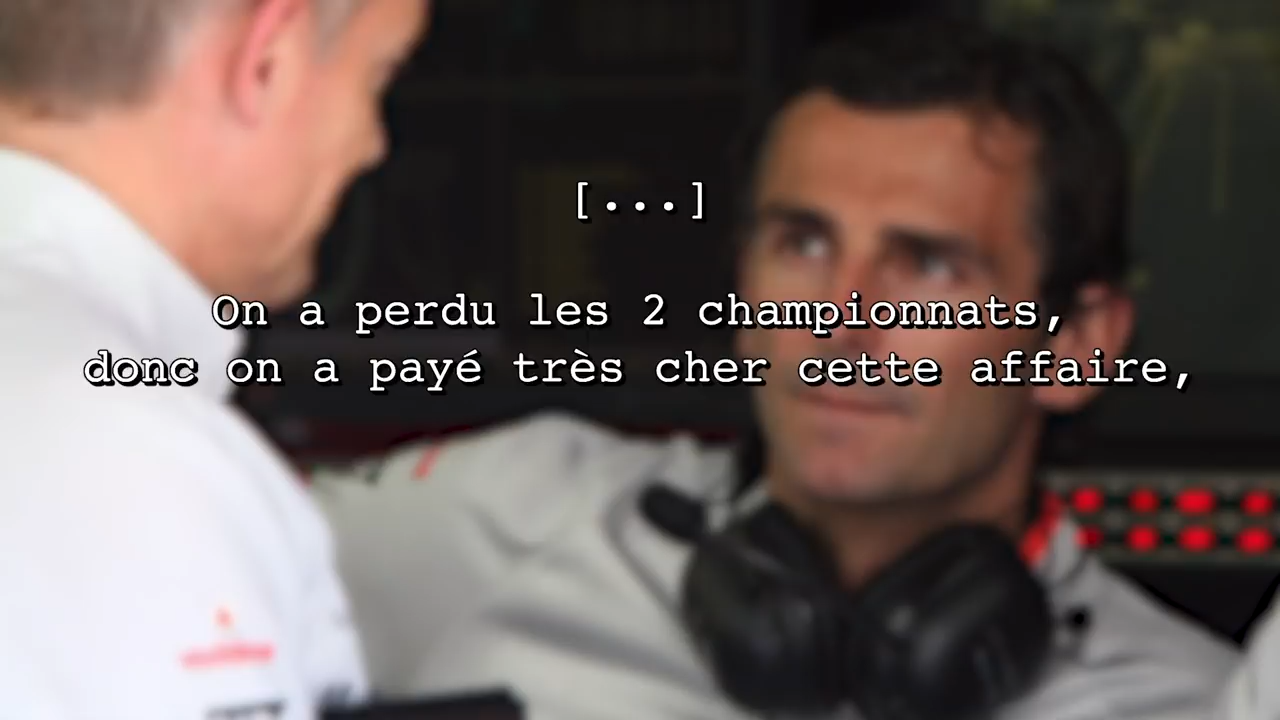 [...]
On a perdu les 2 championnats,
donc on a payé très cher cette affaire,